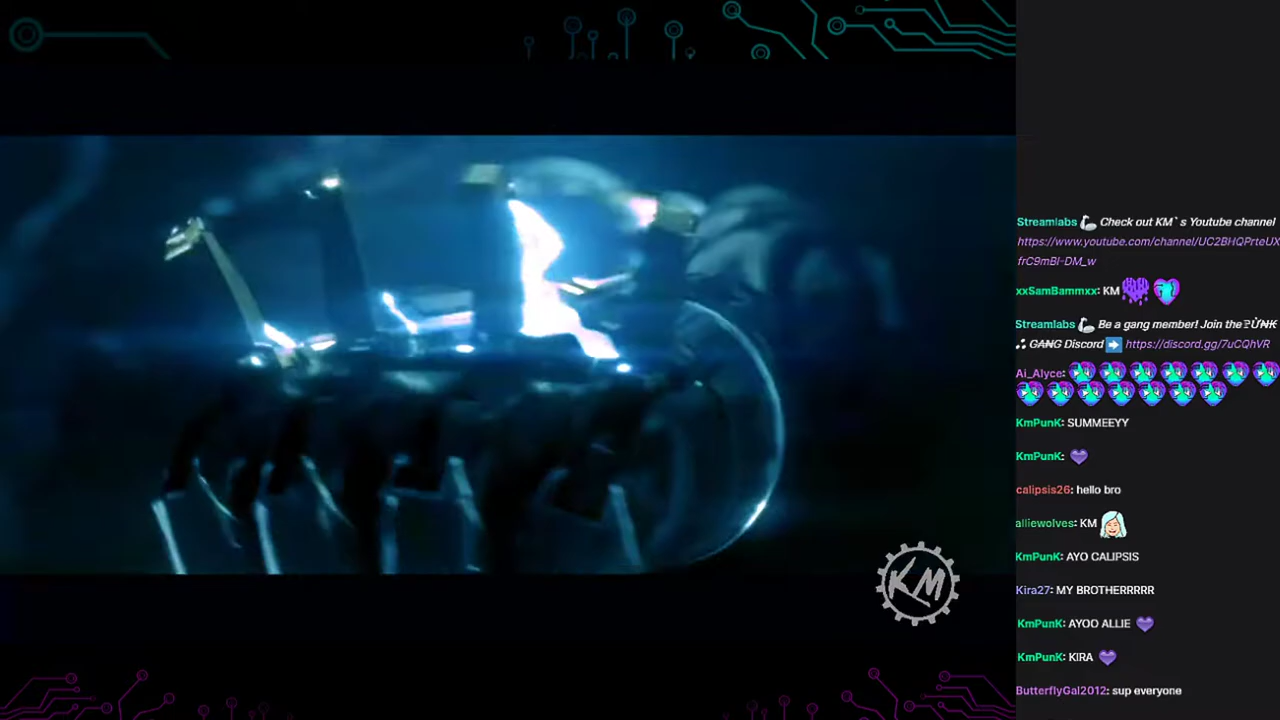 Streamlabs Check out KM`s Youtube channel
https://www.youtube.com/channel/UC2BHQPrteUX
frC9mBI-DM_w
xxSamBammxx: KM
Streamlabs Be a gang member! Join the
GANG Discord https://discord.gg/7uCQhVR
Ai_Alyce:
KmPunK: SUMMEEYY
KmPunK:
calipsis26: hello bro
alliewolves: KM
KmPunK: AYO CALIPSIS
Kira27: MY BROTHERRRRR
KmPunK: AYOO ALLIE
KmPunK: KIRA
ButterflyGal2012: sup everyone
KM